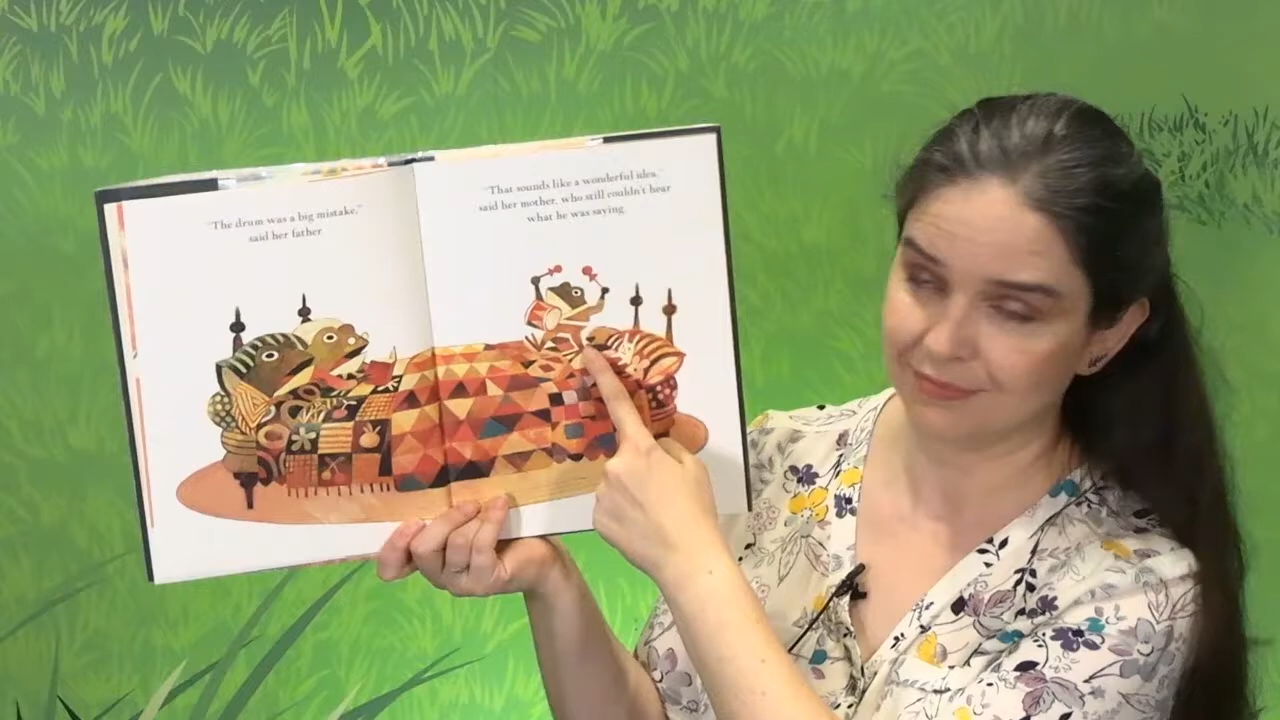 "The drum was a big mistake,"
said her father.
"That sounds like a wonderful idea,"
said her mother, who still couldn't hear
what he was saying.